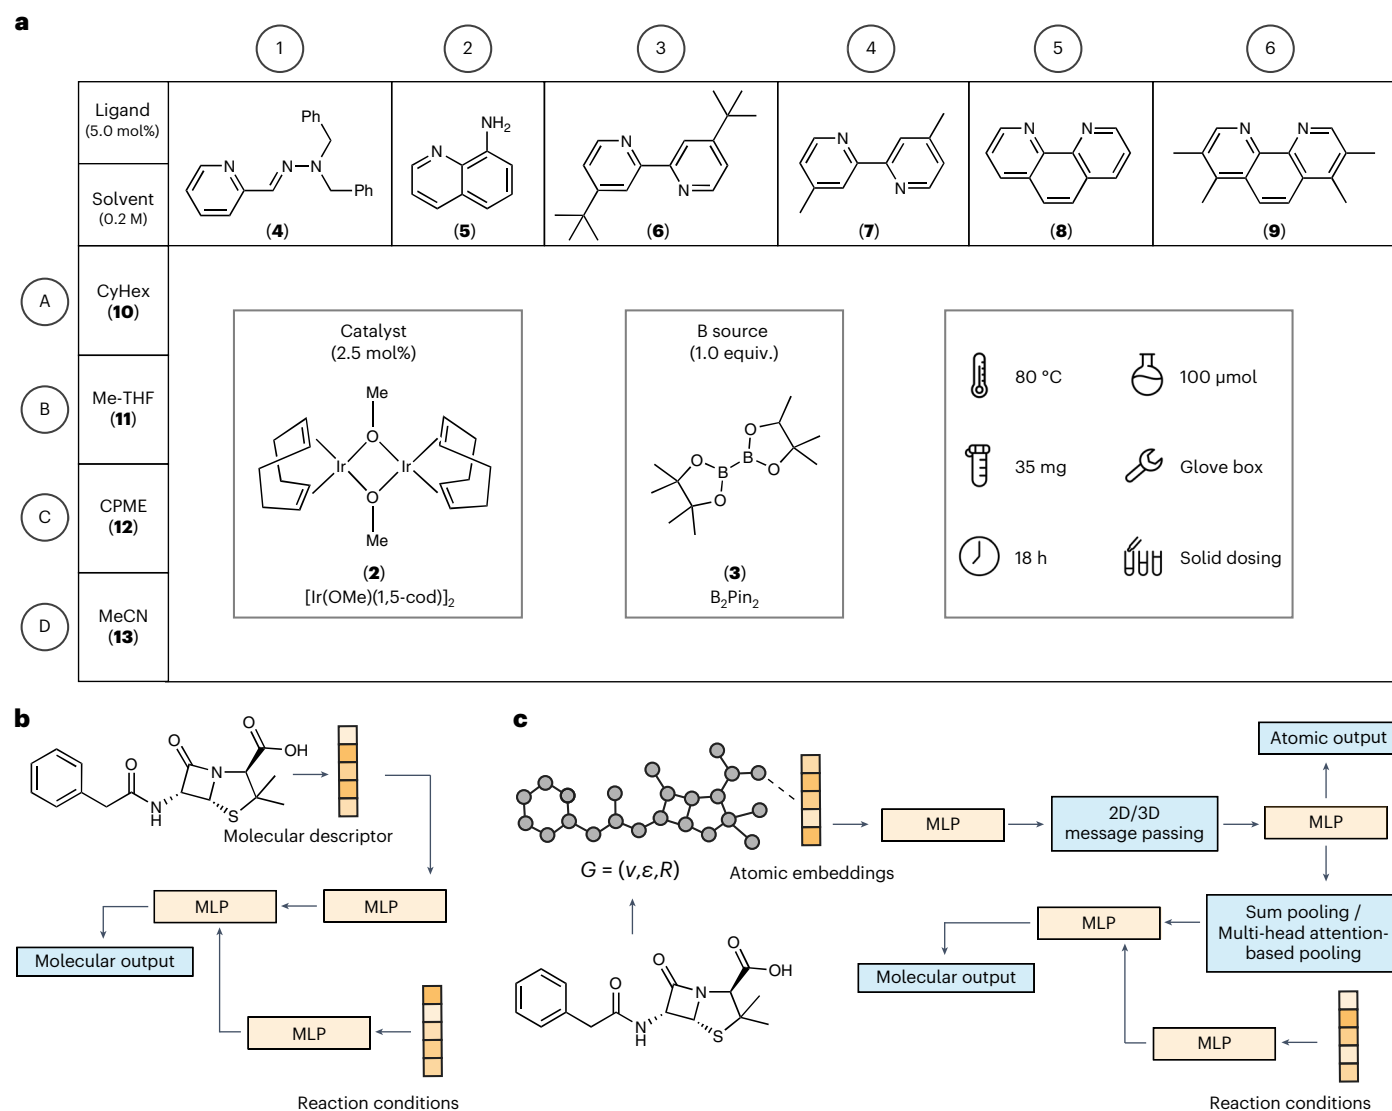 a
1
2
3
4
5
6
Ligand
(5.0 mol%)
Solvent
(0.2 M)
Ph
N
N
N
Ph
(4)
NH2
N
(5)
N
N
(6)
N
N
(7)
N
N
(8)
N
N
(9)
A
CyHex
(10)
B
Me-THF
(11)
C
CPME
(12)
D
MeCN
(13)
Catalyst
(2.5 mol%)
Me
O
Ir
Ir
O
Me
(2)
[Ir(OMe)(1,5-cod)]2
B source
(1.0 equiv.)
O
B
O
O
B
O
(3)
B2Pin2
80 °C
100 µmol
35 mg
Glove box
18 h
Solid dosing
b
O
N
H
O
N
S
O
OH
Molecular descriptor
MLP
MLP
Molecular output
MLP
Reaction conditions
c
G = (v,ε,R)
Atomic embeddings
MLP
2D/3D
message passing
MLP
Atomic output
Sum pooling /
Multi-head attention-
based pooling
MLP
Molecular output
O
N
H
O
N
S
O
OH
MLP
Reaction conditions